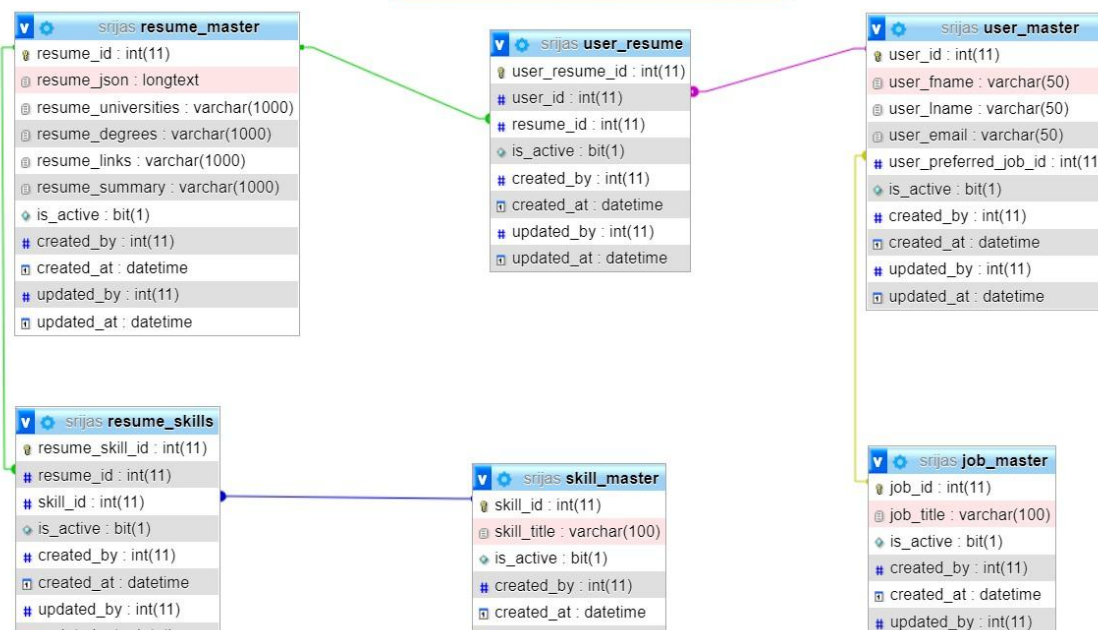 srijas resume_master
resume_id : int(11)
resume_json : longtext
resume_universities : varchar(1000)
resume_degrees : varchar(1000)
resume_links : varchar(1000)
resume_summary : varchar(1000)
is_active : bit(1)
created_by : int(11)
created_at : datetime
updated_by : int(11)
updated_at : datetime
srijas user_resume
user_resume_id : int(11)
user_id : int(11)
resume_id : int(11)
is_active : bit(1)
created_by : int(11)
created_at : datetime
updated_by : int(11)
updated_at : datetime
srijas user_master
user_id : int(11)
user_fname : varchar(50)
user_lname : varchar(50)
user_email : varchar(50)
user_preferred_job_id : int(11
is_active : bit(1)
created_by : int(11)
created_at : datetime
updated_by : int(11)
updated_at : datetime
srijas resume_skills
resume_skill_id : int(11)
resume_id : int(11)
skill_id : int(11)
is_active : bit(1)
created_by : int(11)
created_at : datetime
updated_by : int(11)
srijas skill_master
skill_id : int(11)
skill_title : varchar(100)
is_active : bit(1)
created_by : int(11)
created_at : datetime
srijas job_master
job_id : int(11)
job_title : varchar(100)
is_active : bit(1)
created_by : int(11)
created_at : datetime
updated_by : int(11)